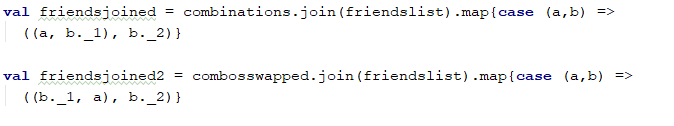 val friendsjoined = combinations.join(friendslist).map{case (a,b) =>
((a, b._1), b._2)}
val friendsjoined2 = combosswapped.join(friendslist).map{case (a,b) =>
((b._1, a), b._2)}